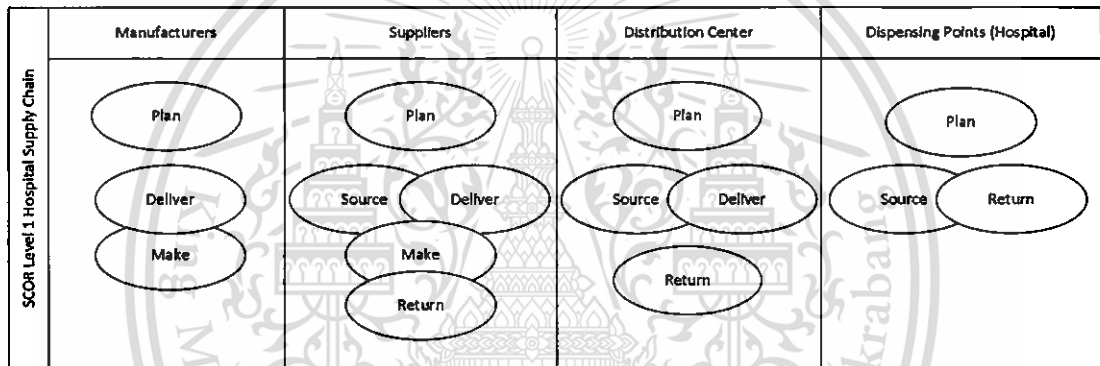 Manufacturers Suppliers Distribution Center Dispensing Points (Hospital)
SCOR Level 1 Hospital Supply Chain
Plan Plan Plan Plan
Deliver Source Deliver Source Deliver Source Return
Make Make
Return Return
krabang